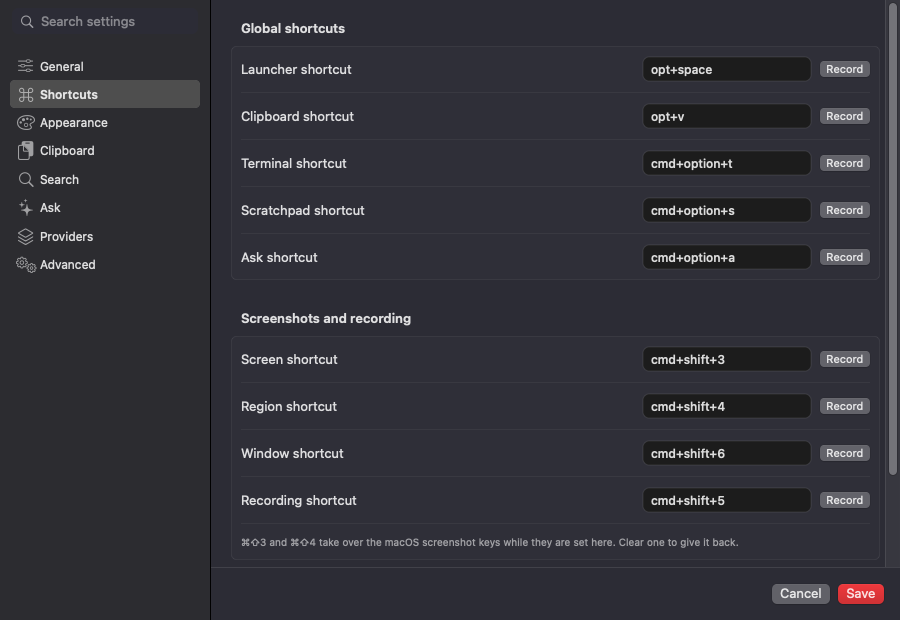 Search settings
General
Shortcuts
Appearance
Clipboard
Search
Ask
Providers
Advanced
Global shortcuts
Launcher shortcut opt+space Record
Clipboard shortcut opt+v Record
Terminal shortcut cmd+option+t Record
Scratchpad shortcut cmd+option+s Record
Ask shortcut cmd+option+a Record
Screenshots and recording
Screen shortcut cmd+shift+3 Record
Region shortcut cmd+shift+4 Record
Window shortcut cmd+shift+6 Record
Recording shortcut cmd+shift+5 Record
⌘⇧3 and ⌘⇧4 take over the macOS screenshot keys while they are set here. Clear one to give it back.
Cancel Save